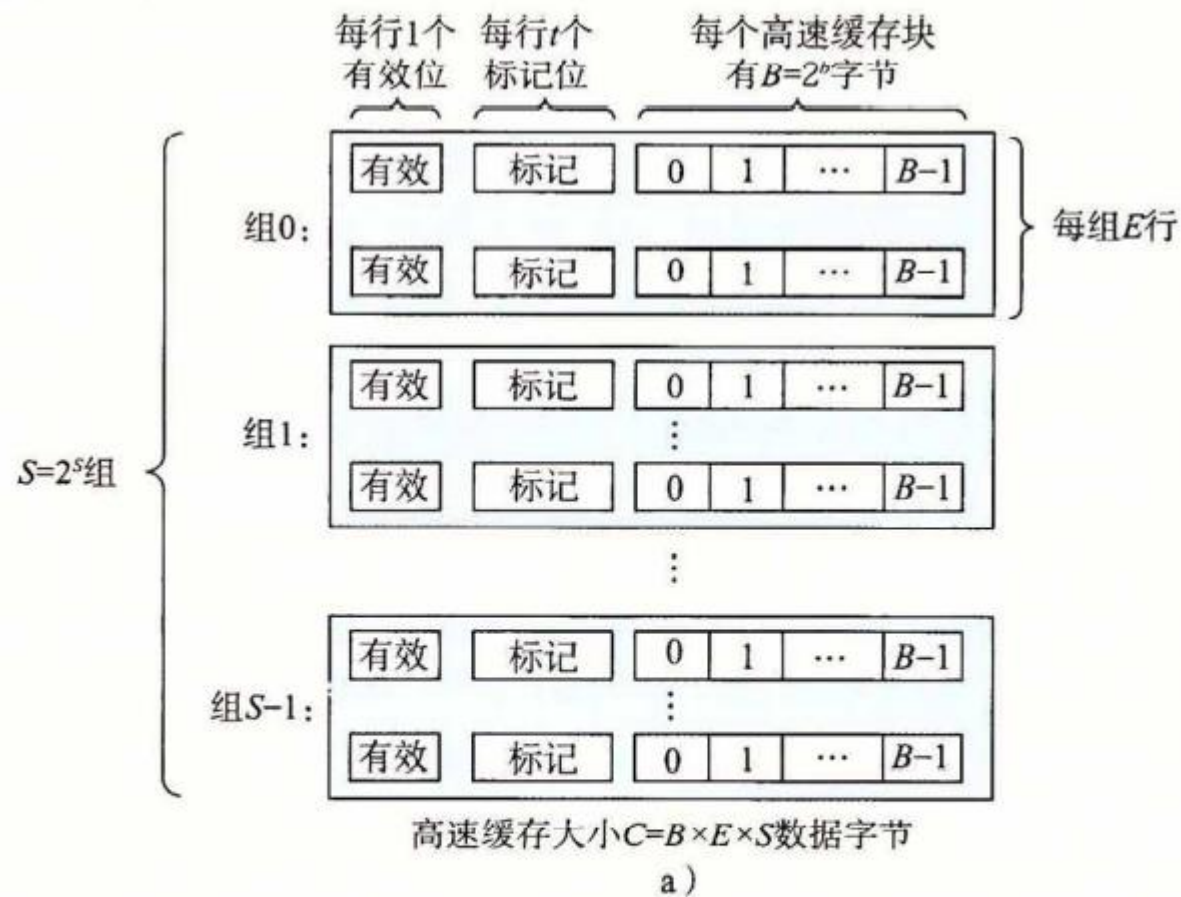 每行1个 每行t个 每个高速缓存块
有效位 标记位 有B=2ᵇ字节
有效 标记 0 1 … B−1
组0： 每组E行
有效 标记 0 1 … B−1
有效 标记 0 1 … B−1
组1： ⋮
S=2ˢ组
有效 标记 0 1 … B−1
⋮
有效 标记 0 1 … B−1
组S−1： ⋮
有效 标记 0 1 … B−1
高速缓存大小C=B×E×S数据字节
a）